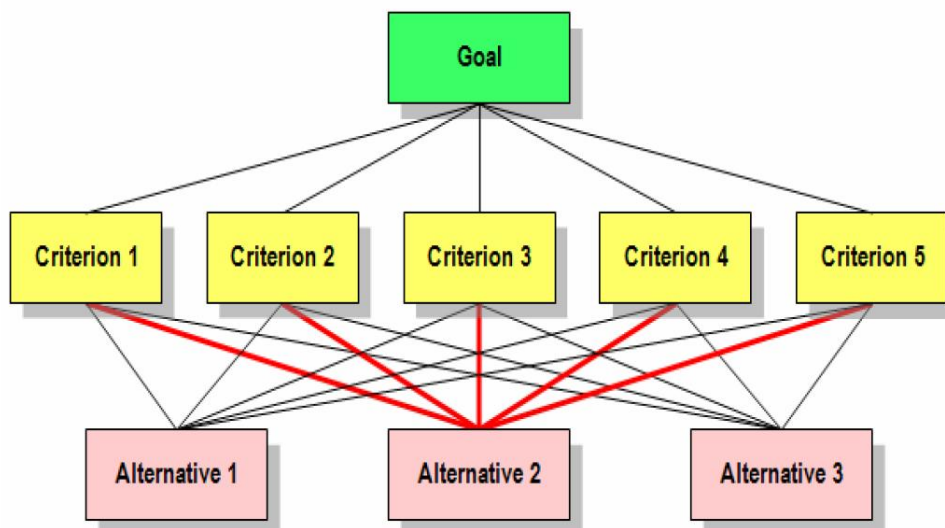 Goal
Criterion 1
Criterion 2
Criterion 3
Criterion 4
Criterion 5
Alternative 1
Alternative 2
Alternative 3